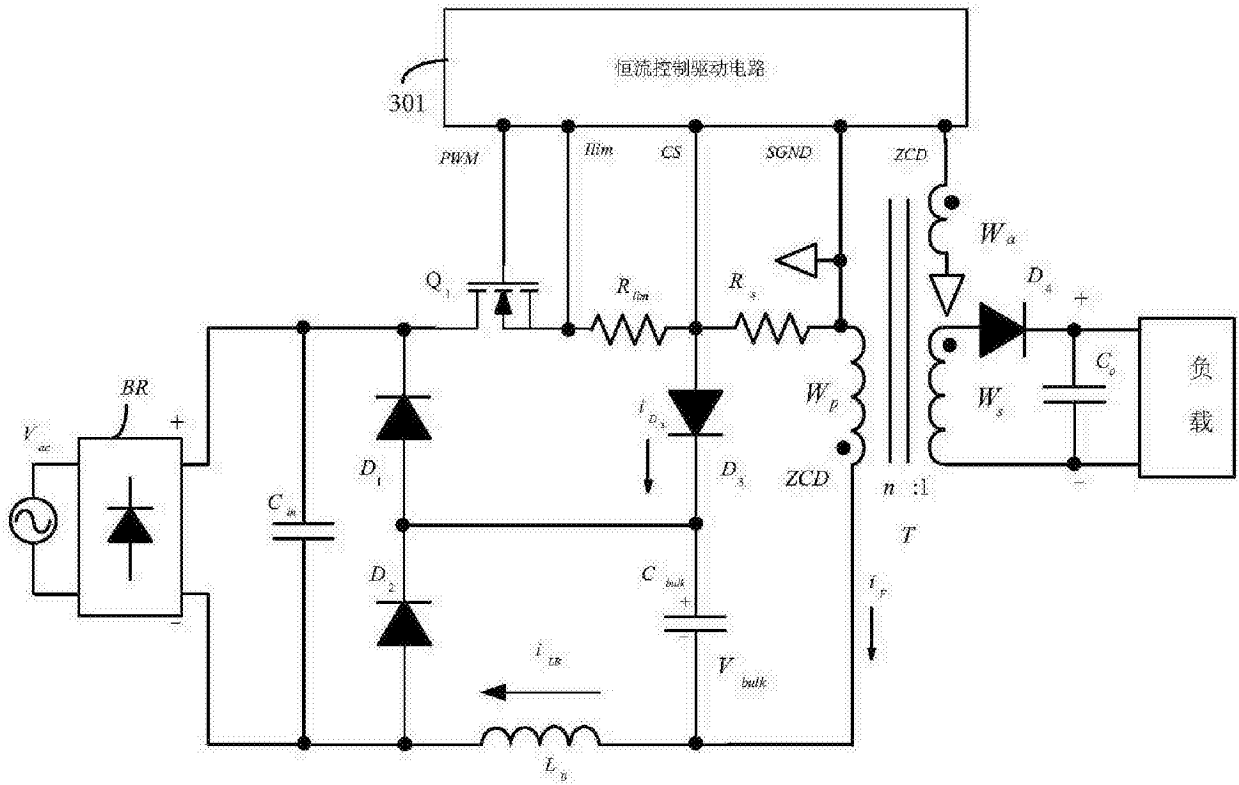 恒流控制驱动电路
301
PWM
Ilim
CS
SGND
ZCD
Wa
Q1
Rlim
Rs
D4
+
BR
+
Vac
iD3
Wp
Ws
Co
负载
D1
D3
ZCD
n :1
-
Cin
T
D2
Cbulk
+
-
ip
-
iLB
Vbulk
LB